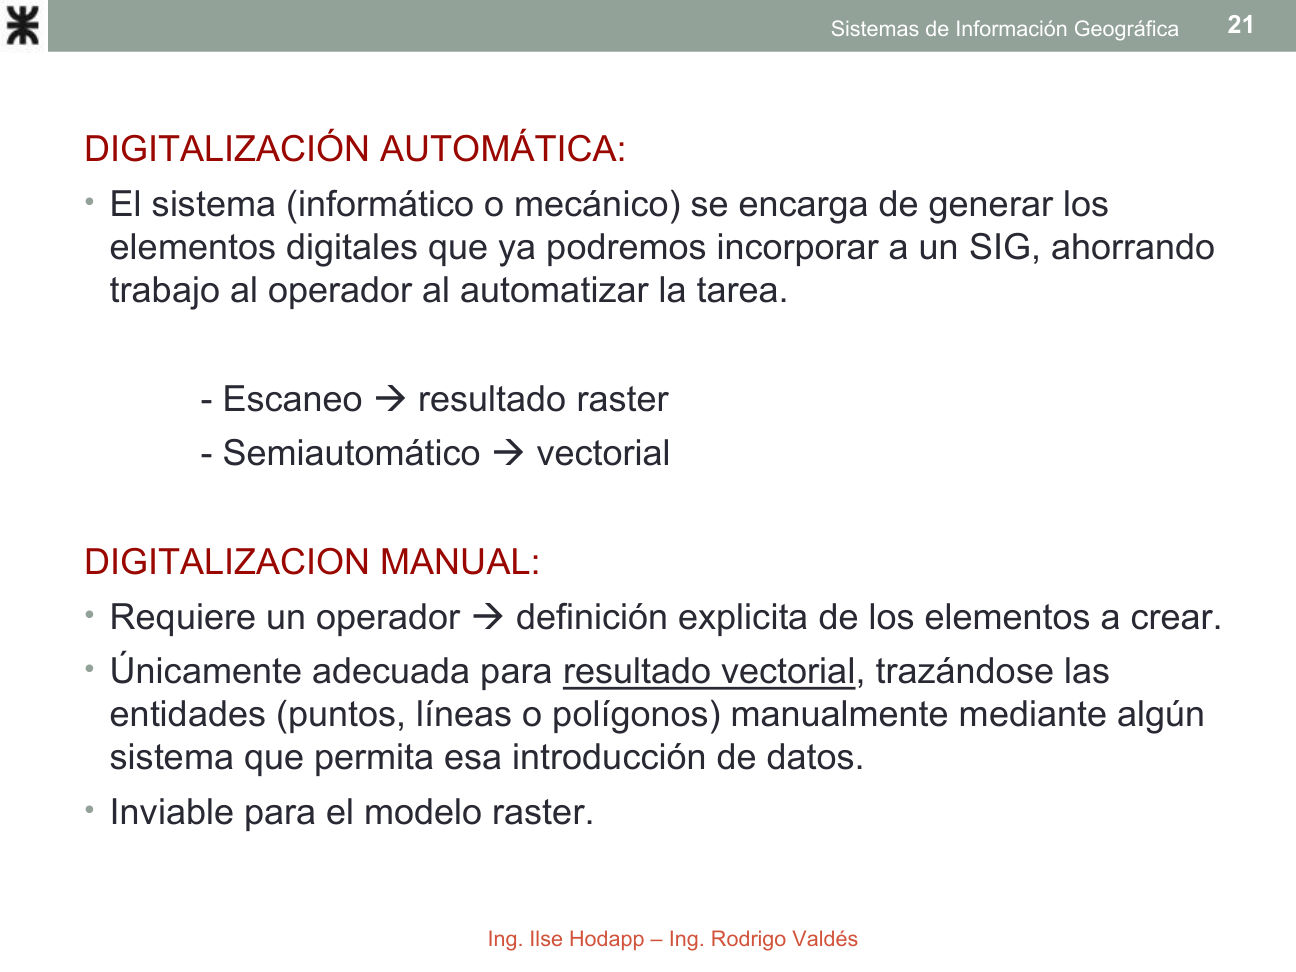 Sistemas de Información Geográfica 21
DIGITALIZACIÓN AUTOMÁTICA:
• El sistema (informático o mecánico) se encarga de generar los
elementos digitales que ya podremos incorporar a un SIG, ahorrando
trabajo al operador al automatizar la tarea.
- Escaneo → resultado raster
- Semiautomático → vectorial
DIGITALIZACION MANUAL:
• Requiere un operador → definición explicita de los elementos a crear.
• Únicamente adecuada para resultado vectorial, trazándose las
entidades (puntos, líneas o polígonos) manualmente mediante algún
sistema que permita esa introducción de datos.
• Inviable para el modelo raster.
Ing. Ilse Hodapp – Ing. Rodrigo Valdés